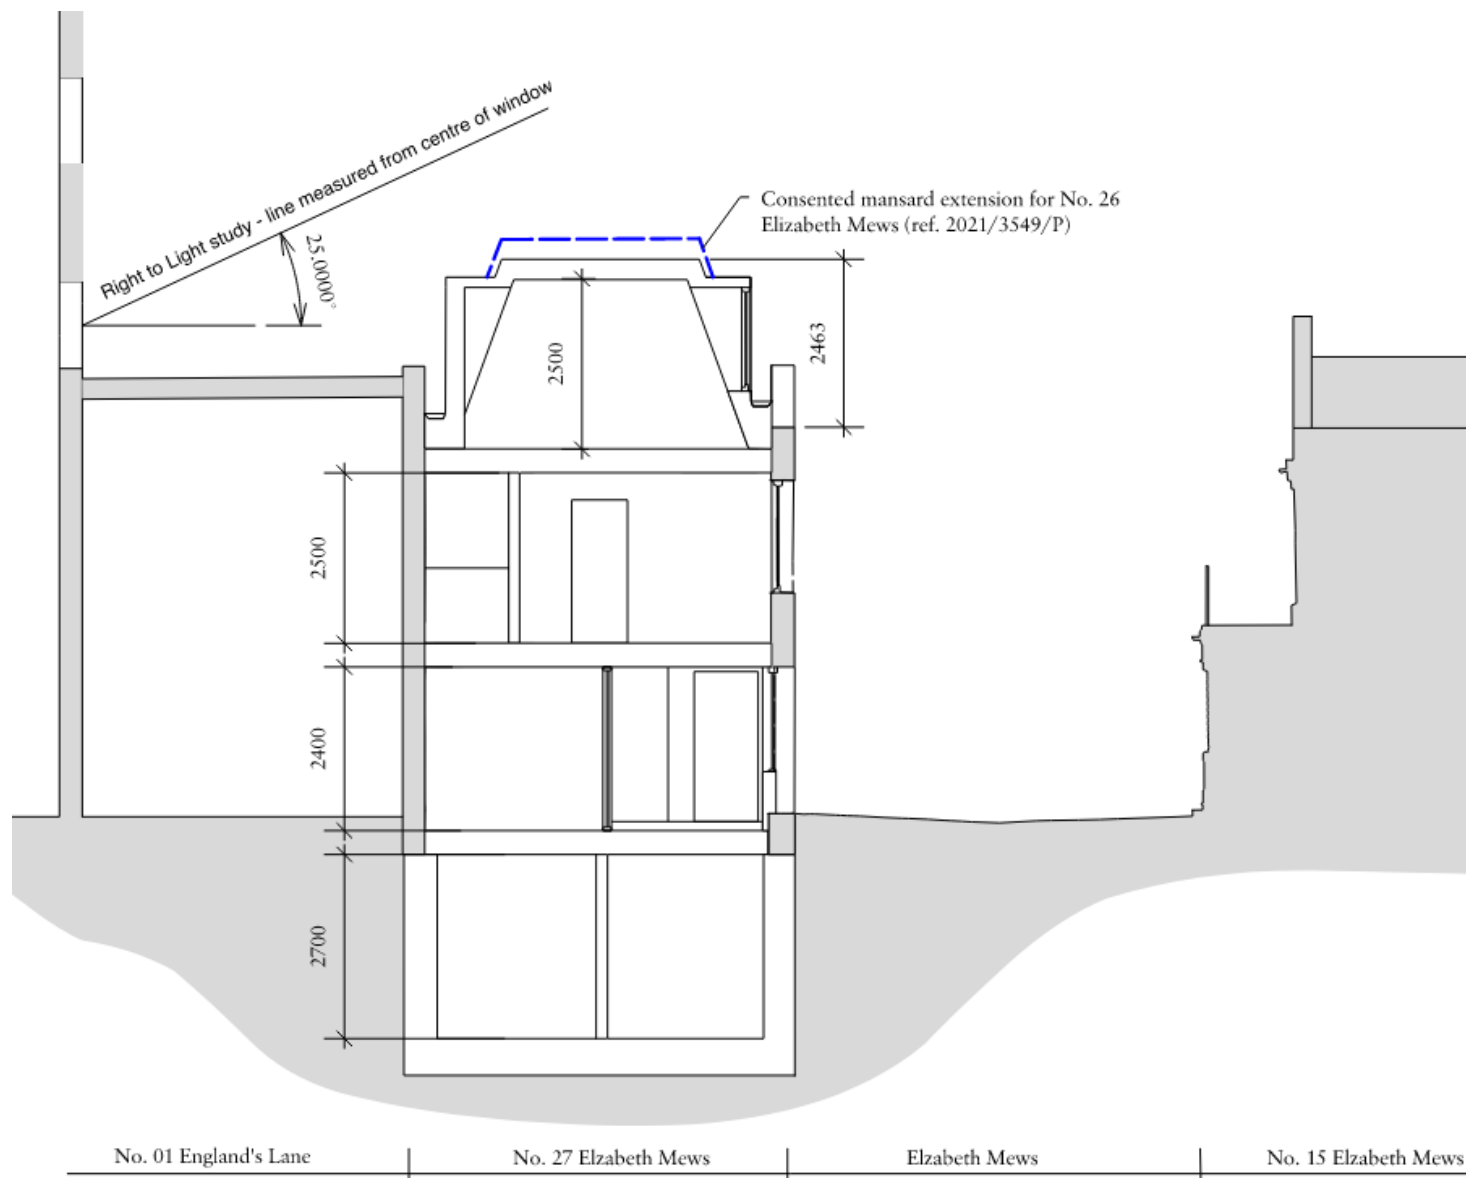 Right to Light study - line measured from centre of window
25.0000°
Consented mansard extension for No. 26
Elizabeth Mews (ref. 2021/3549/P)
2500
2463
2500
2400
2700
No. 01 England's Lane
No. 27 Elzabeth Mews
Elzabeth Mews
No. 15 Elzabeth Mews